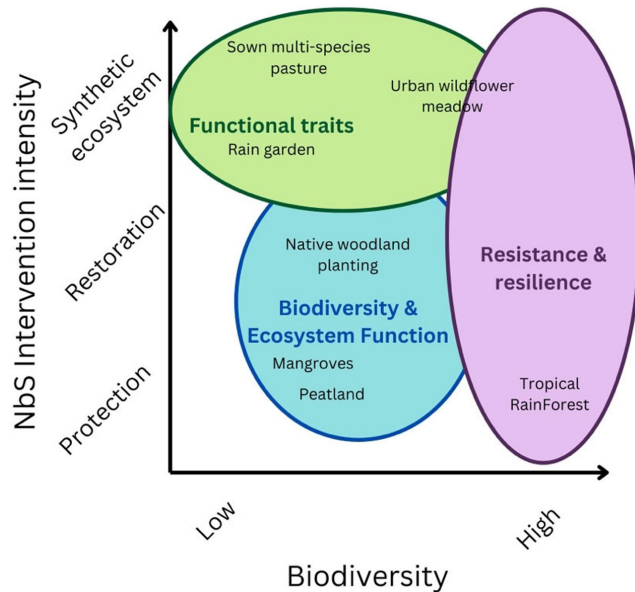 NbS Intervention intensity
Synthetic
ecosystem
Restoration
Protection
Sown multi-species
pasture
Urban wildflower
meadow
Functional traits
Rain garden
Native woodland
planting
Biodiversity &
Ecosystem Function
Mangroves
Peatland
Resistance &
resilience
Tropical
RainForest
Low
High
Biodiversity